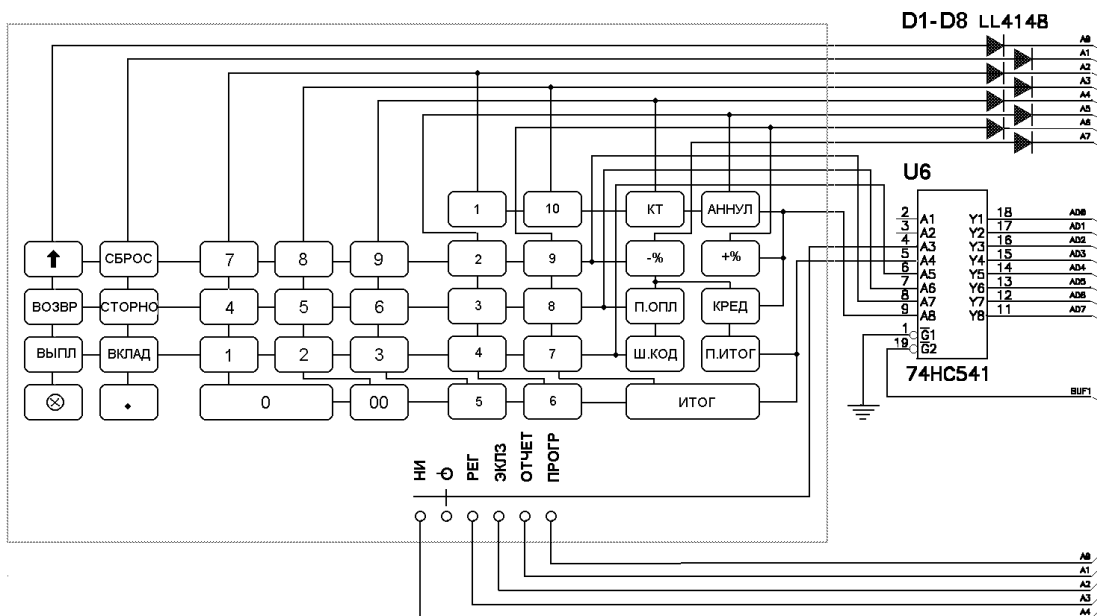 D1-D8 LL4148
A0
A1
A2
A3
A4
A5
A6
A7
U6
1 10 КТ АННУЛ
СБРОС 7 8 9 2 9 -% +%
ВОЗВР СТОРНО 4 5 6 3 8 П.ОПЛ КРЕД
ВЫПЛ ВКЛАД 1 2 3 4 7 Ш.КОД П.ИТОГ
. 0 00 5 6 ИТОГ
2 A1 Y1 18 AD0
3 A2 Y2 17 AD1
4 A3 Y3 16 AD2
5 A4 Y4 15 AD3
6 A5 Y5 14 AD4
7 A6 Y6 13 AD5
8 A7 Y7 12 AD6
9 A8 Y8 11 AD7
1 G1
19 G2
74HC541
BUF1
НИ
РЕГ
ЭКЛЗ
ОТЧЕТ
ПРОГР
A0
A1
A2
A3
A4